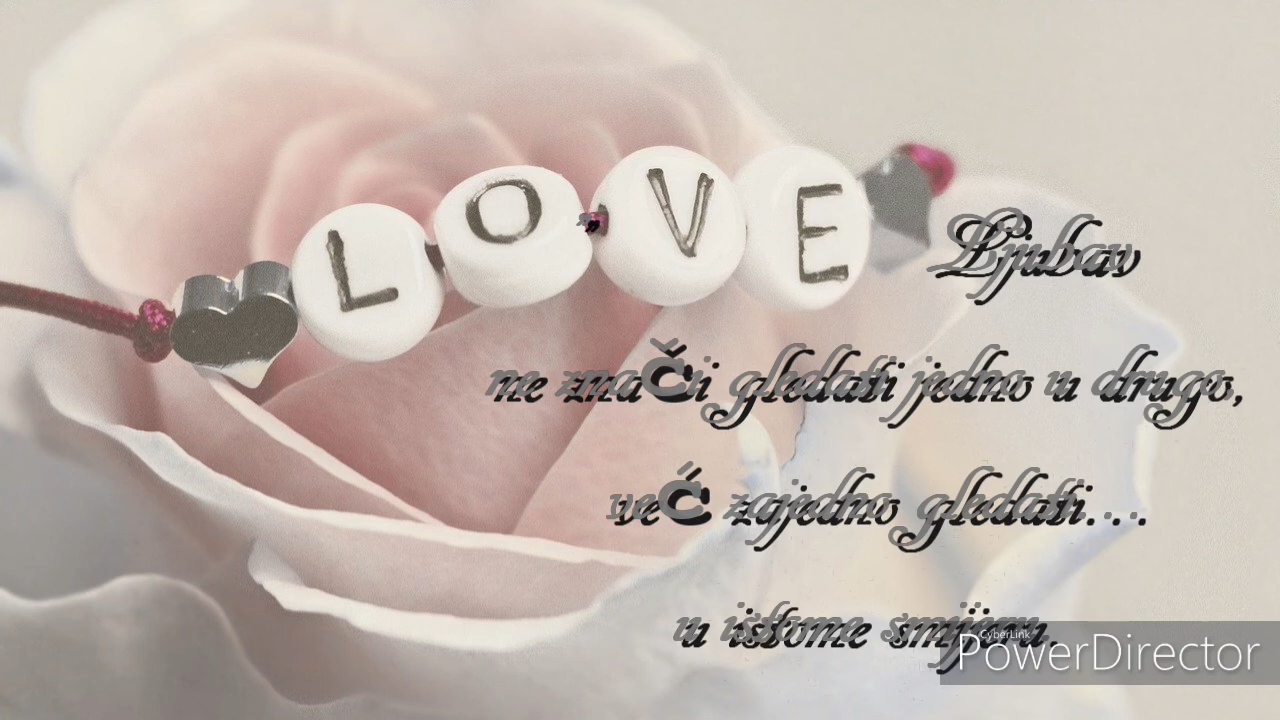 LOVE
Ljubav
ne znači gledati jedno u drugo,
već zajedno gledati....
u istome smjeru.
CyberLink
PowerDirector